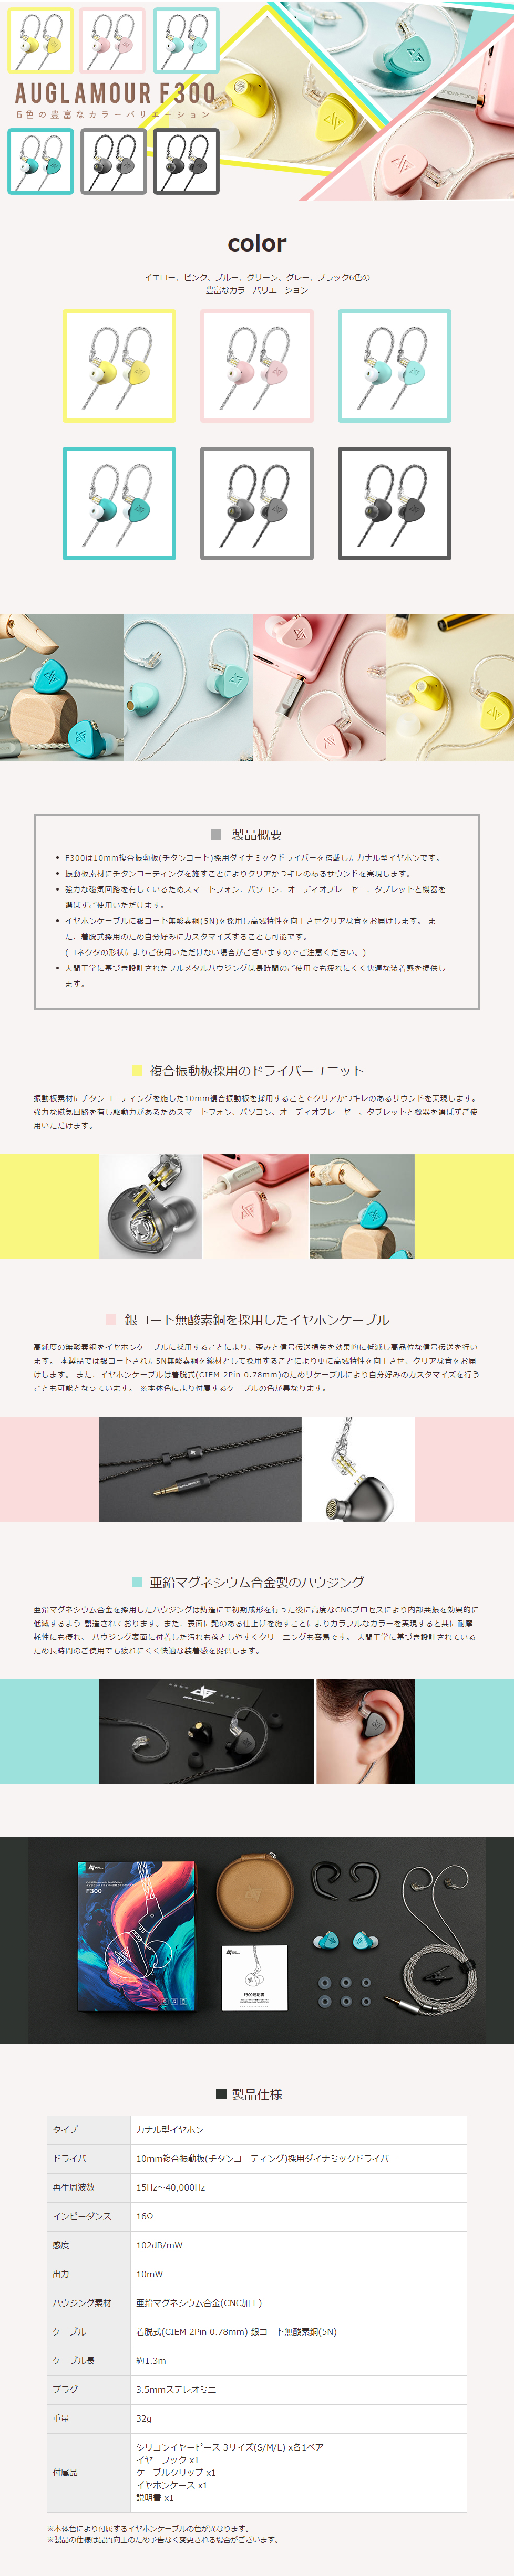 AUGLAMOUR F300
6色の豊富なカラーバリエーション
color
イエロー、ピンク、ブルー、グリーン、グレー、ブラック6色の
豊富なカラーバリエーション
製品概要
• F300は10mm複合振動板(チタンコート)採用ダイナミックドライバーを搭載したカナル型イヤホンです。
• 振動板素材にチタンコーティングを施すことによりクリアかつキレのあるサウンドを実現します。
• 強力な磁気回路を有しているためスマートフォン、パソコン、オーディオプレーヤー、タブレットと機器を
選ばずご使用いただけます。
• イヤホンケーブルに銀コート無酸素銅(5N)を採用し高域特性を向上させクリアな音をお届けします。 ま
た、着脱式採用のため自分好みにカスタマイズすることも可能です。
(コネクタの形状によりご使用いただけない場合がございますのでご注意ください。)
• 人間工学に基づき設計されたフルメタルハウジングは長時間のご使用でも疲れにくく快適な装着感を提供し
ます。
複合振動板採用のドライバーユニット
振動板素材にチタンコーティングを施した10mm複合振動板を採用することでクリアかつキレのあるサウンドを実現します。
強力な磁気回路を有し駆動力があるためスマートフォン、パソコン、オーディオプレーヤー、タブレットと機器を選ばずご使
用いただけます。
銀コート無酸素銅を採用したイヤホンケーブル
高純度の無酸素銅をイヤホンケーブルに採用することにより、歪みと信号伝送損失を効果的に低減し高品位な信号伝送を行い
ます。 本製品では銀コートされた5N無酸素銅を線材として採用することにより更に高域特性を向上させ、クリアな音をお届
けします。 また、イヤホンケーブルは着脱式(CIEM 2Pin 0.78mm)のためリケーブルにより自分好みのカスタマイズを行う
ことも可能となっています。 ※本体色により付属するケーブルの色が異なります。
亜鉛マグネシウム合金製のハウジング
亜鉛マグネシウム合金を採用したハウジングは鋳造にて初期成形を行った後に高度なCNCプロセスにより内部共振を効果的に
低減するよう 製造されております。また、表面に艶のある仕上げを施すことによりカラフルなカラーを実現すると共に耐摩
耗性にも優れ、 ハウジング表面に付着した汚れも落としやすくクリーニングも容易です。 人間工学に基づき設計されている
ため長時間のご使用でも疲れにくく快適な装着感を提供します。
F300
F300説明書
製品仕様
タイプ カナル型イヤホン
ドライバ 10mm複合振動板(チタンコーティング)採用ダイナミックドライバー
再生周波数 15Hz～40,000Hz
インピーダンス 16Ω
感度 102dB/mW
出力 10mW
ハウジング素材 亜鉛マグネシウム合金(CNC加工)
ケーブル 着脱式(CIEM 2Pin 0.78mm) 銀コート無酸素銅(5N)
ケーブル長 約1.3m
プラグ 3.5mmステレオミニ
重量 32g
付属品
シリコンイヤーピース 3サイズ(S/M/L) x各1ペア
イヤーフック x1
ケーブルクリップ x1
イヤホンケース x1
説明書 x1
※本体色により付属するイヤホンケーブルの色が異なります。
※製品の仕様は品質向上のため予告なく変更される場合がございます。